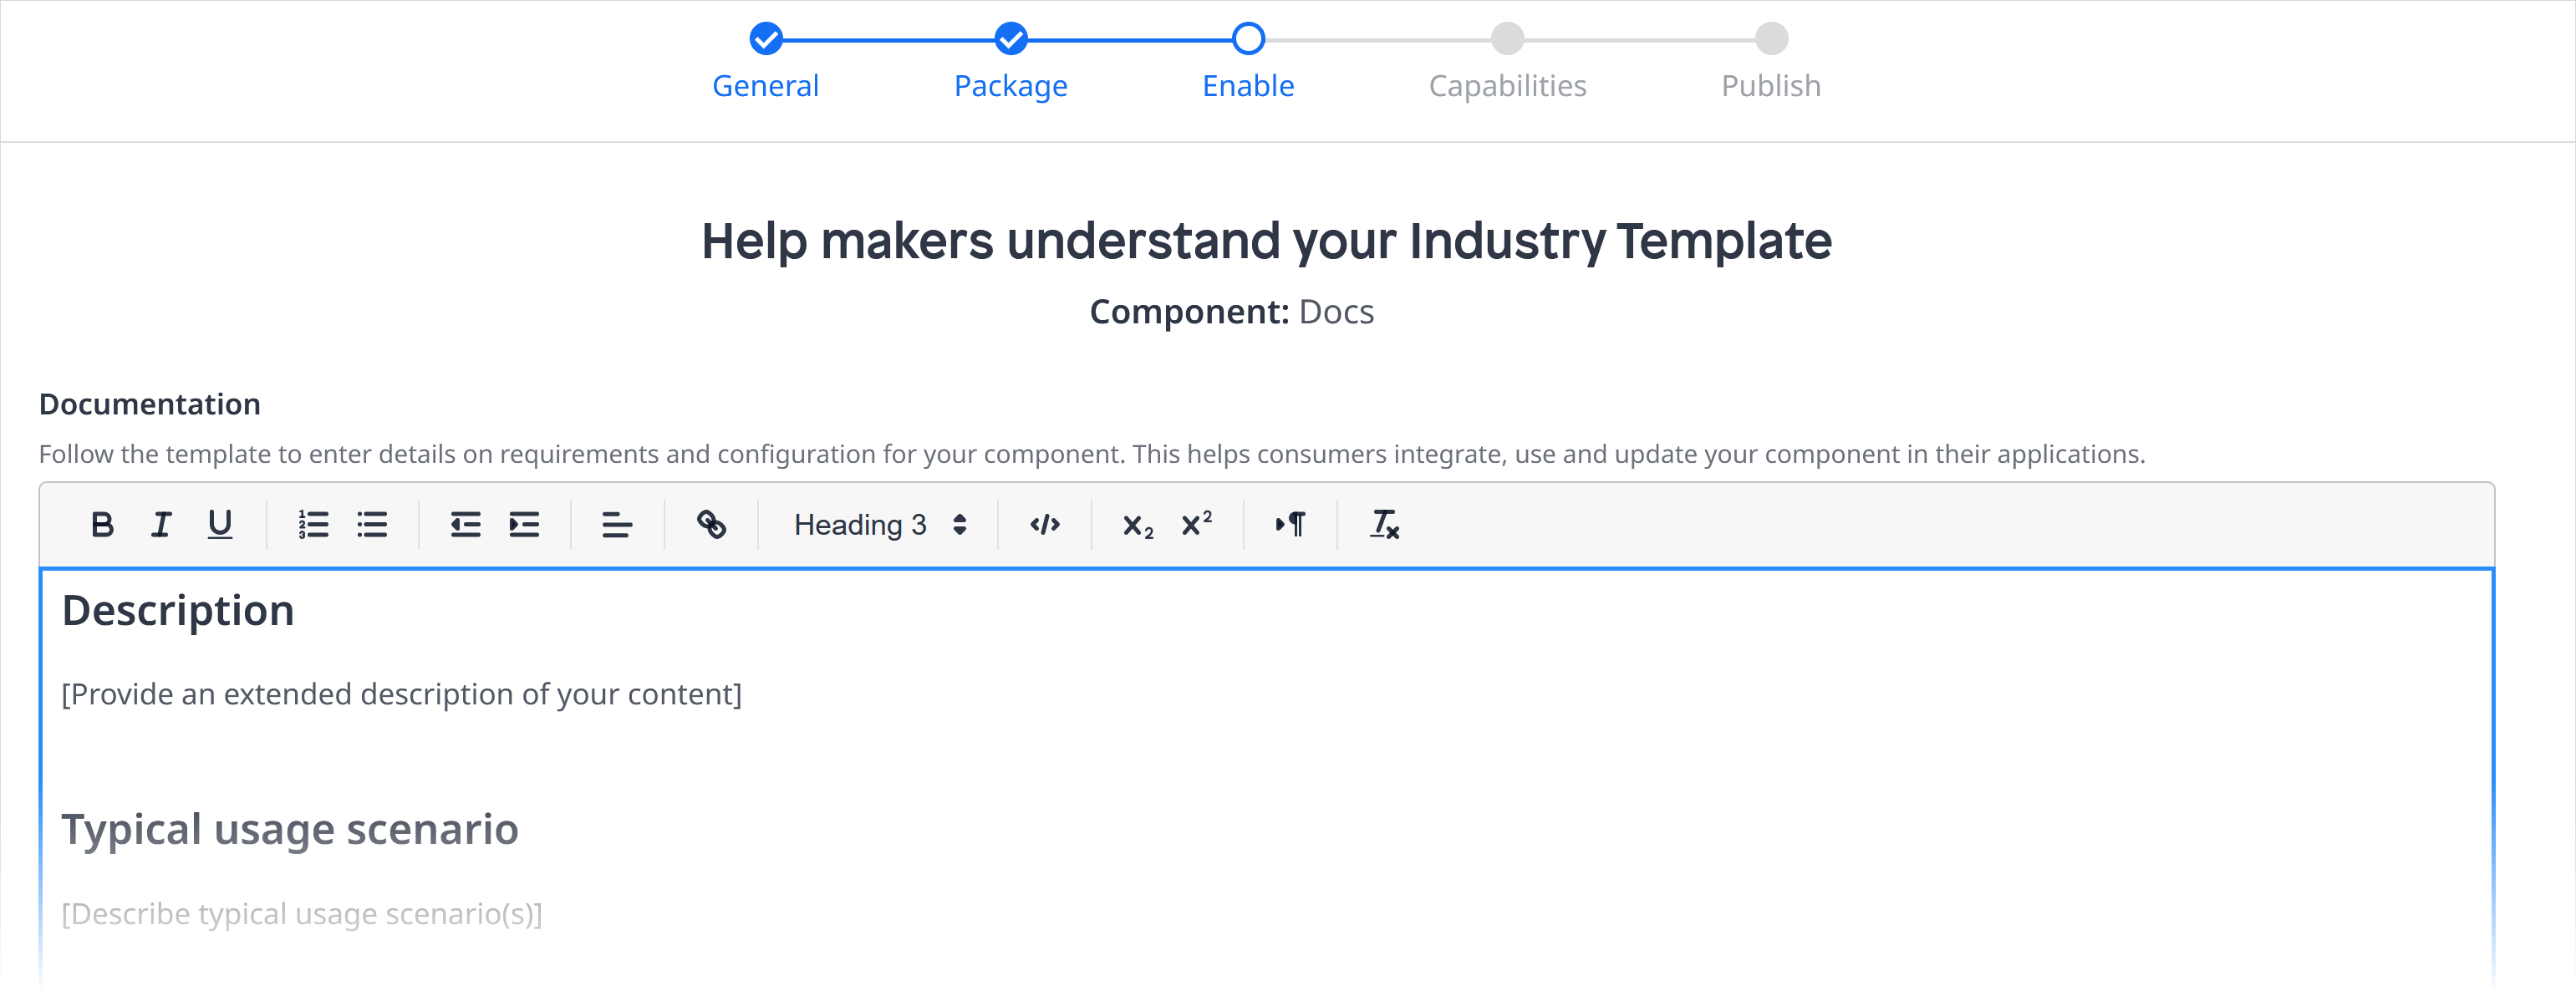 General Package Enable Capabilities Publish
Help makers understand your Industry Template
Component: Docs
Documentation
Follow the template to enter details on requirements and configuration for your component. This helps consumers integrate, use and update your component in their applications.
Heading 3
Description
[Provide an extended description of your content]
Typical usage scenario
[Describe typical usage scenario(s)]